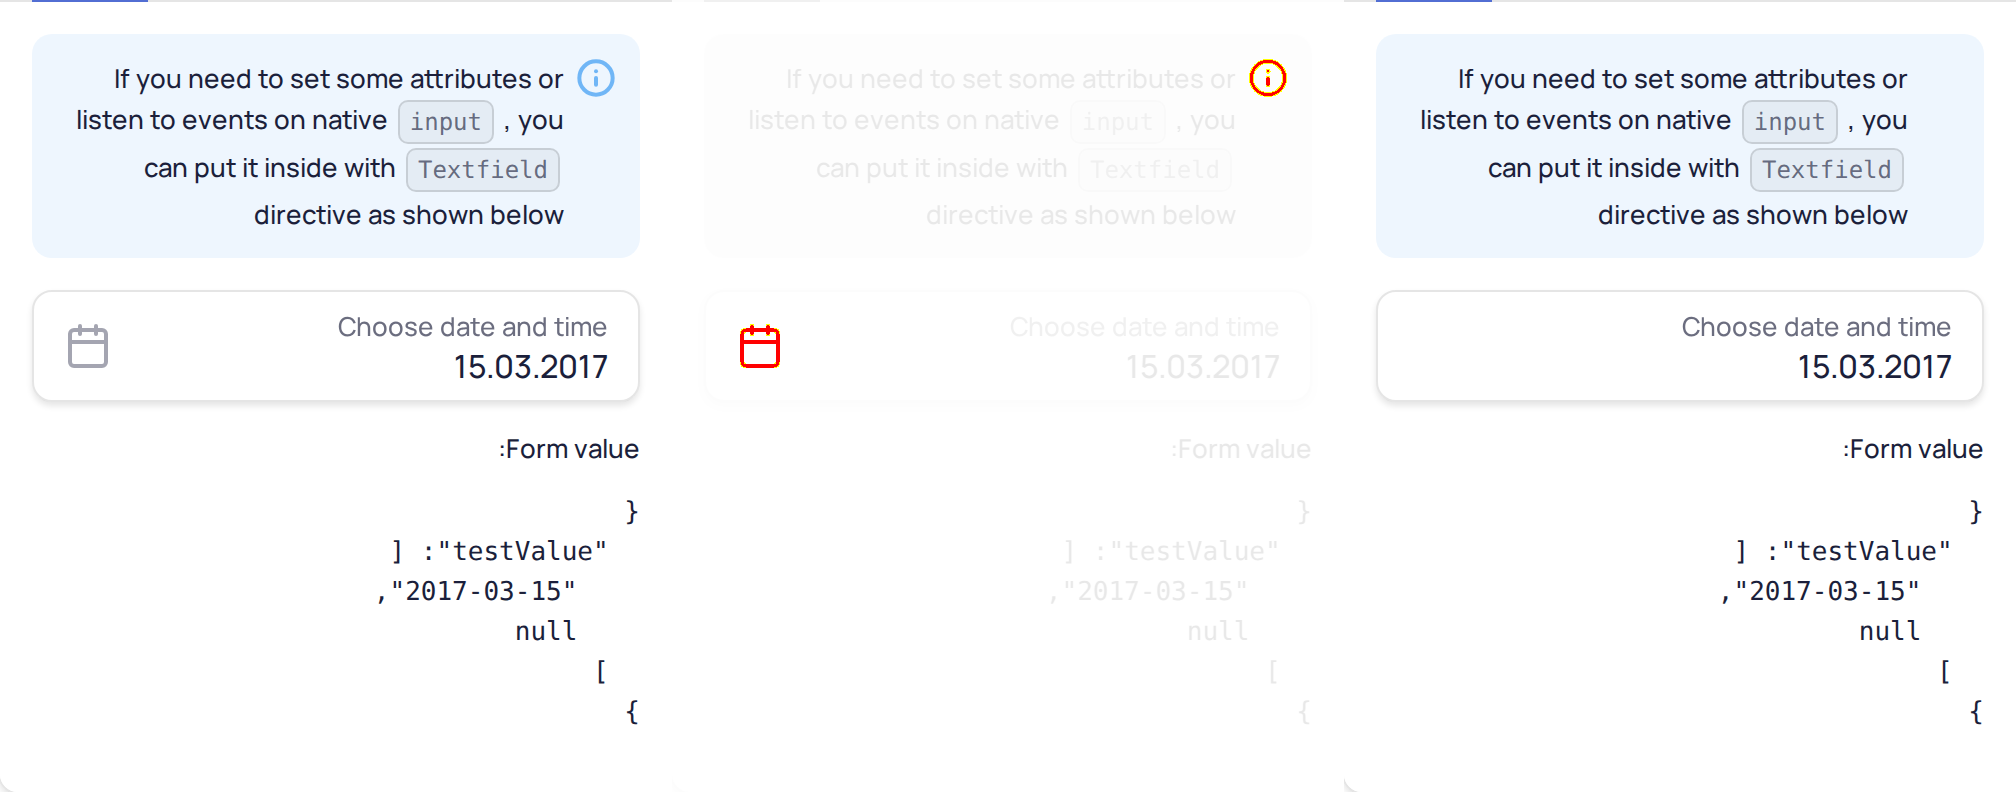 If you need to set some attributes or
listen to events on native input , you
can put it inside with Textfield
directive as shown below
Choose date and time
15.03.2017
:Form value
}
] :"testValue"
,"2017-03-15"
null
[
{
If you need to set some attributes or
listen to events on native input , you
can put it inside with Textfield
directive as shown below
Choose date and time
15.03.2017
:Form value
}
] :"testValue"
,"2017-03-15"
null
[
{
If you need to set some attributes or
listen to events on native input , you
can put it inside with Textfield
directive as shown below
Choose date and time
15.03.2017
:Form value
}
] :"testValue"
,"2017-03-15"
null
[
{